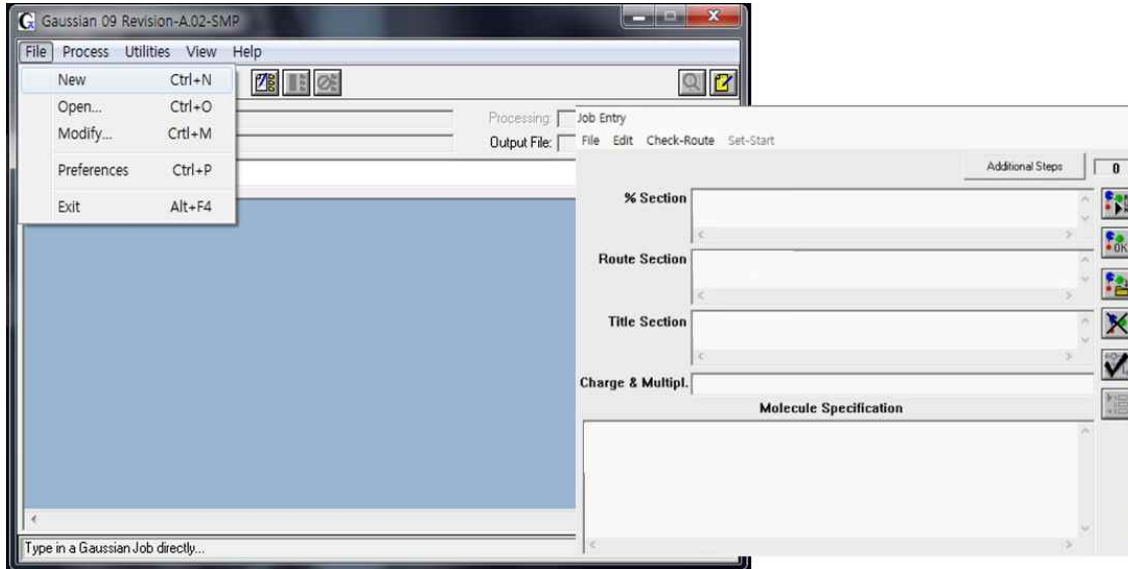 Gaussian 09 Revision-A.02-SMP
File Process Utilities View Help
New Ctrl+N
Open... Ctrl+O
Modify... Crtl+M
Preferences Ctrl+P
Exit Alt+F4
Processing:
Output File:
Type in a Gaussian Job directly...
Job Entry
File Edit Check-Route Set-Start
Additional Steps 0
% Section
Route Section
Title Section
Charge & Multipl.
Molecule Specification
OK